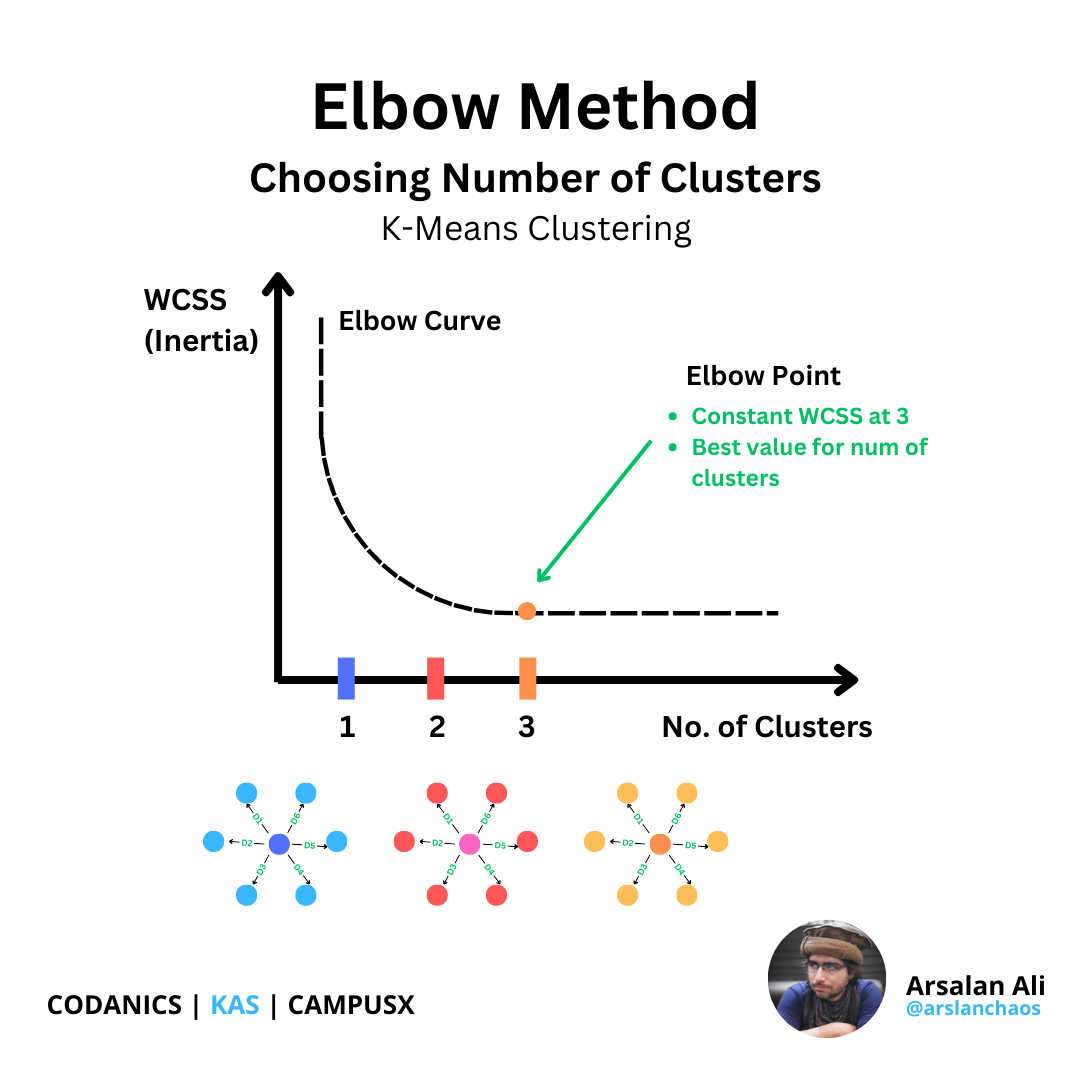 Elbow Method
Choosing Number of Clusters
K-Means Clustering
WCSS
(Inertia)
Elbow Curve
Elbow Point
• Constant WCSS at 3
• Best value for num of
clusters
1 2 3 No. of Clusters
D1 D6 D1 D6 D1 D6
D2 D5 D2 D5 D2 D5
D3 D4 D3 D4 D3 D4
Arsalan Ali
@arslanchaos
CODANICS | KAS | CAMPUSX